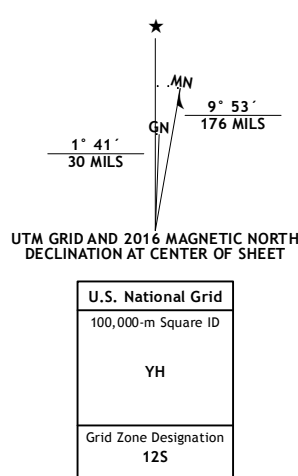 ★
MN
GN
9° 53´
176 MILS
1° 41´
30 MILS
UTM GRID AND 2016 MAGNETIC NORTH
DECLINATION AT CENTER OF SHEET
U.S. National Grid
100,000-m Square ID
YH
Grid Zone Designation
12S